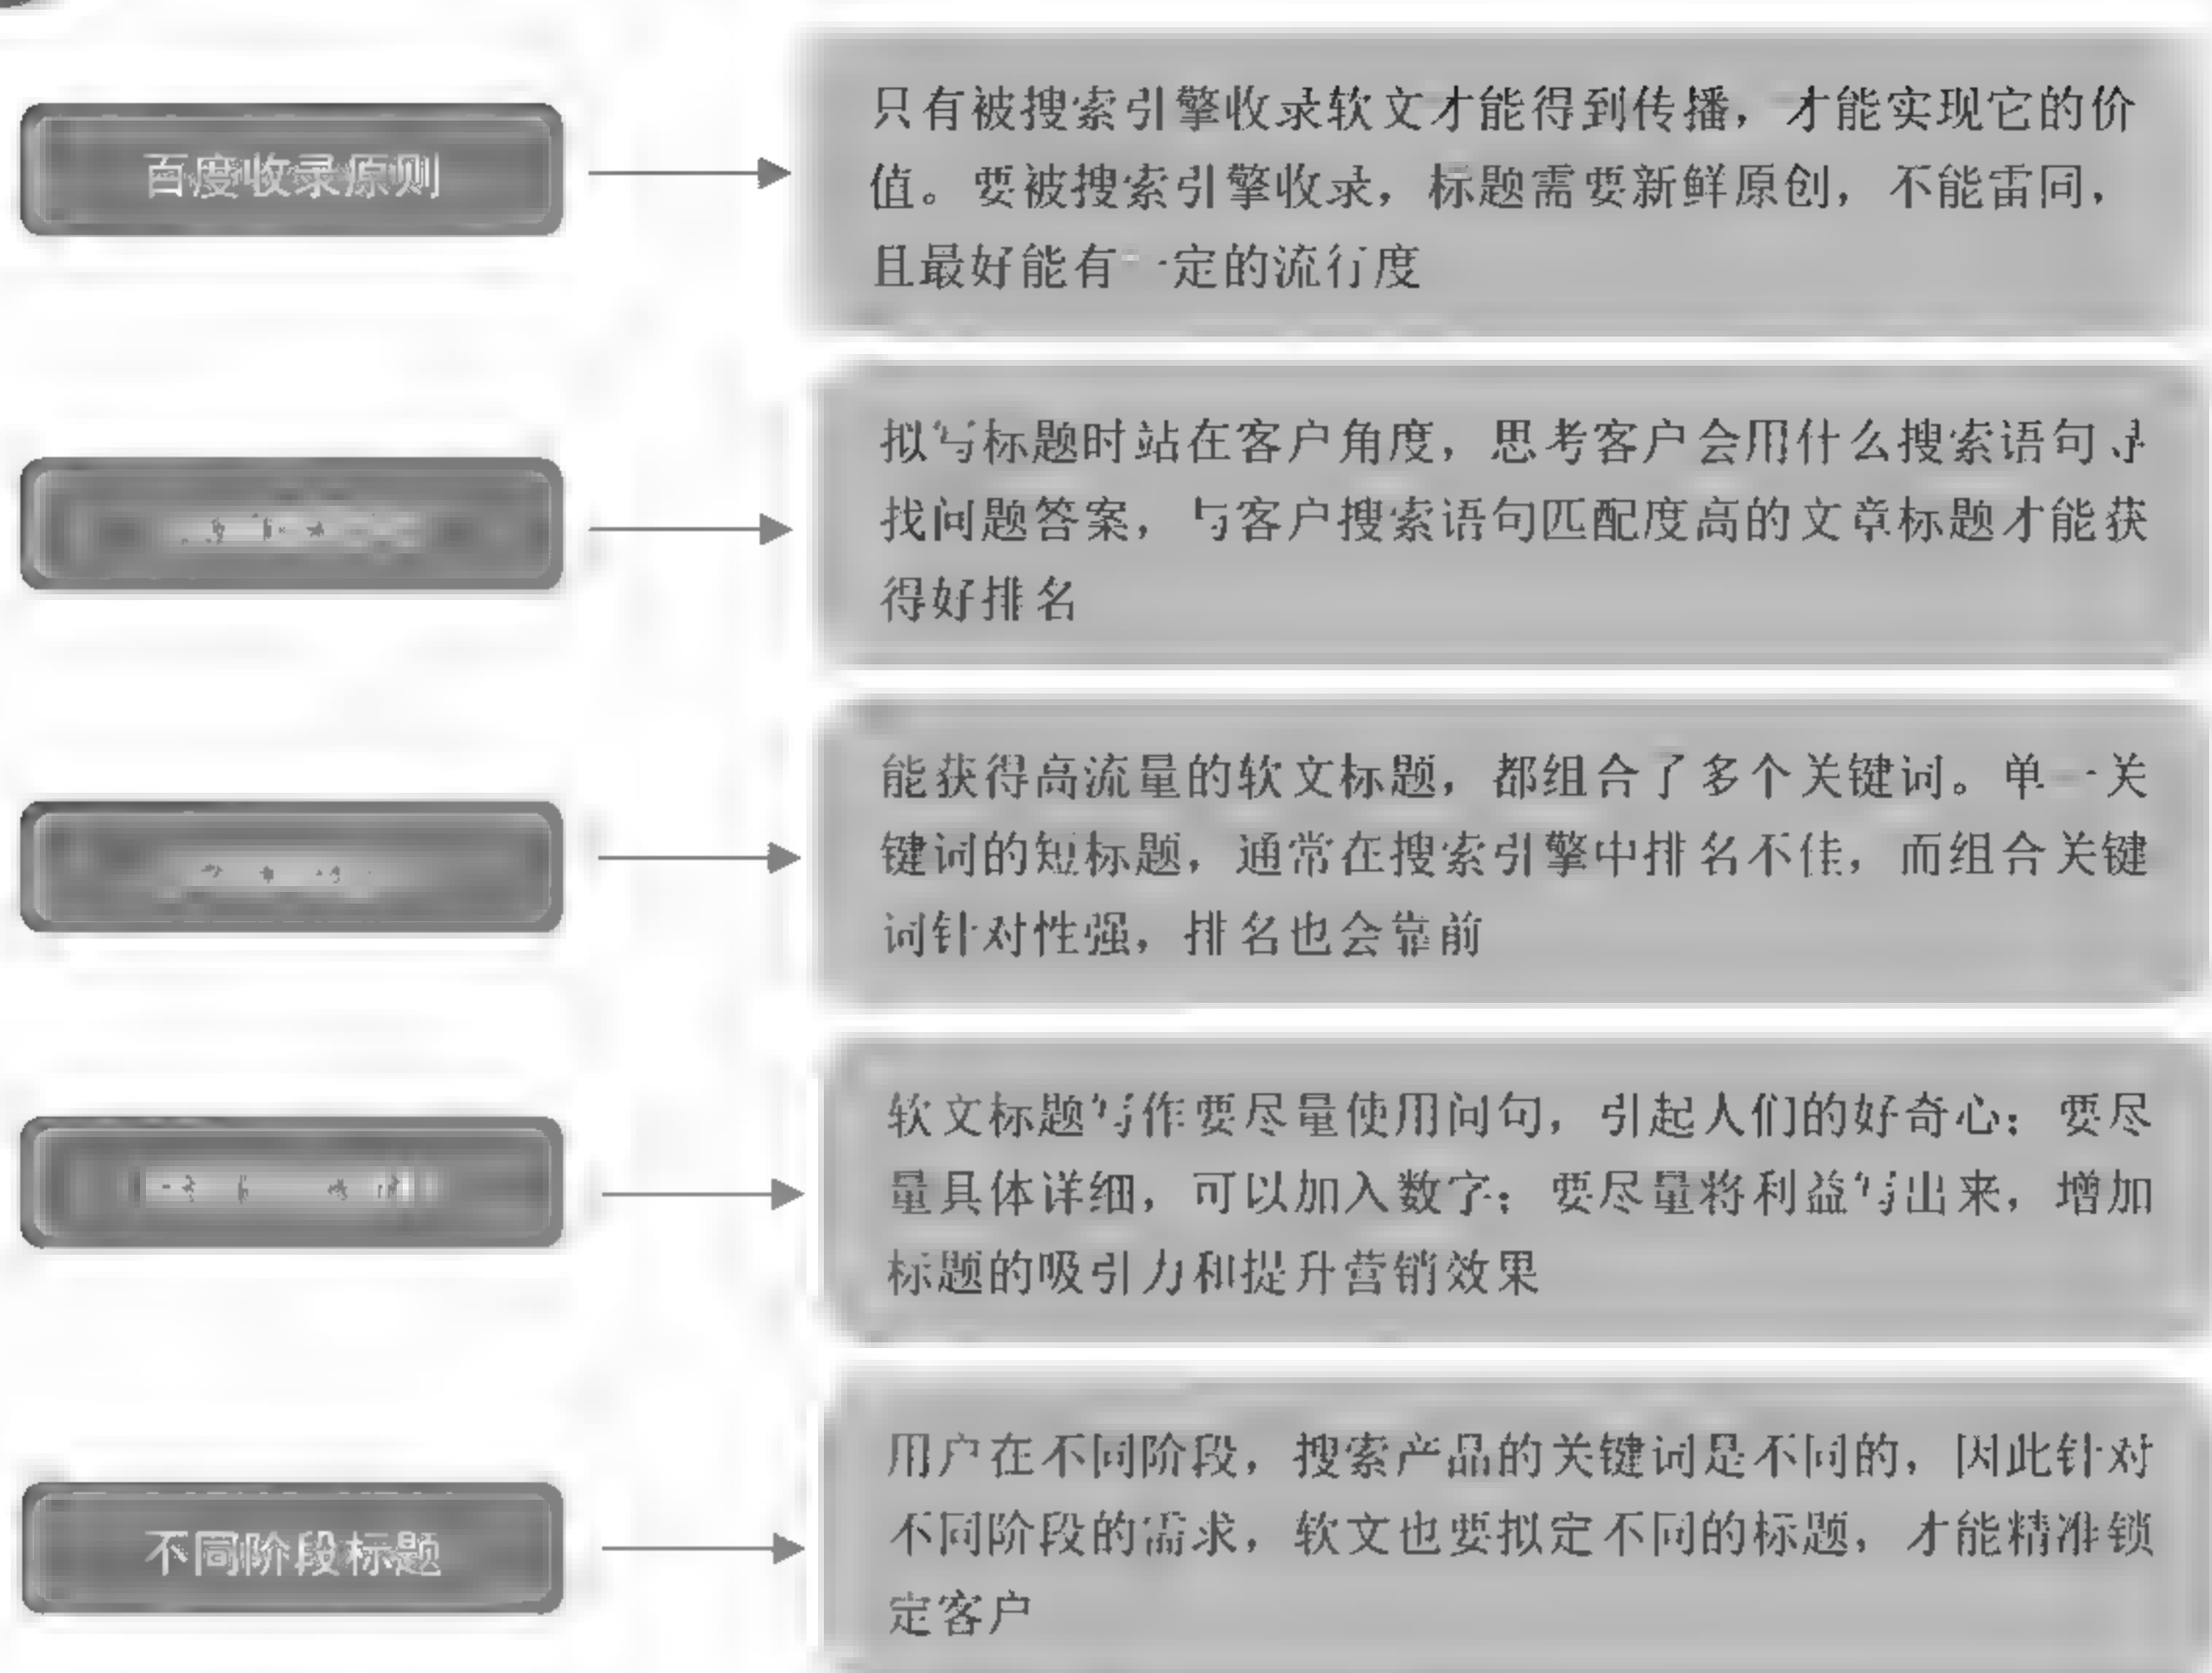 百度收录原则
只有被搜索引擎收录软文才能得到传播，才能实现它的价
值。要被搜索引擎收录，标题需要新鲜原创，不能雷同，
且最好能有一定的流行度
拟写标题时站在客户角度，思考客户会用什么搜索语句寻
找问题答案，与客户搜索语句匹配度高的文章标题才能获
得好排名
能获得高流量的软文标题，都组合了多个关键词。单一关
键词的短标题，通常在搜索引擎中排名不佳，而组合关键
词针对性强，排名也会靠前
软文标题写作要尽量使用问句，引起人们的好奇心；要尽
量具体详细，可以加入数字；要尽量将利益写出来，增加
标题的吸引力和提升营销效果
不同阶段标题
用户在不同阶段，搜索产品的关键词是不同的，因此针对
不同阶段的需求，软文也要拟定不同的标题，才能精准锁
定客户